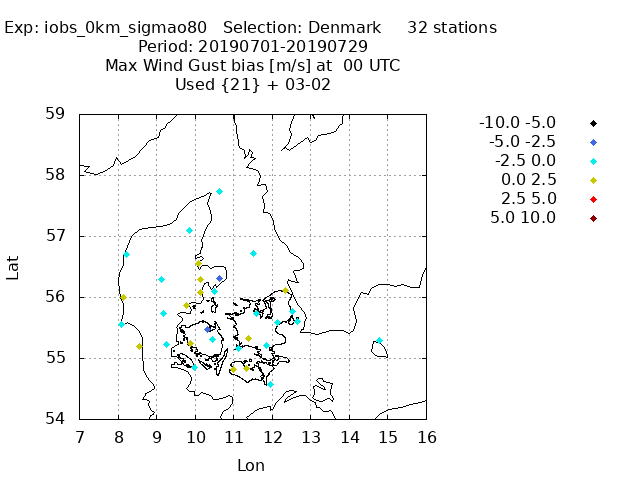 Exp: iobs_0km_sigmao80 Selection: Denmark 32 stations
Period: 20190701-20190729
Max Wind Gust bias [m/s] at 00 UTC
Used {21} + 03-02
-10.0 -5.0
-5.0 -2.5
-2.5 0.0
0.0 2.5
2.5 5.0
5.0 10.0
59
58
57
56
55
54
Lat
7 8 9 10 11 12 13 14 15 16
Lon